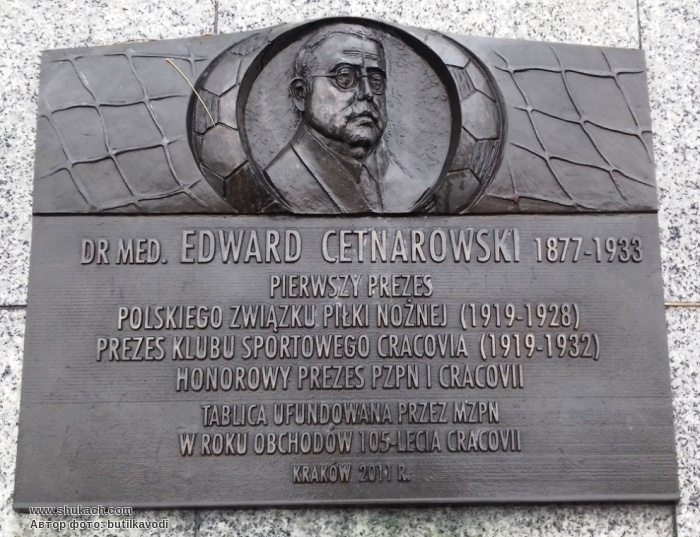 DR MED. EDWARD CETNAROWSKI 1877-1933
PIERWSZY PREZES
POLSKIEGO ZWIĄZKU PIŁKI NOŻNEJ (1919-1928)
PREZES KLUBU SPORTOWEGO CRACOVIA (1919-1932)
HONOROWY PREZES PZPN I CRACOVII
TABLICA UFUNDOWANA PRZEZ MZPN
W ROKU OBCHODÓW 105-LECIA CRACOVII
KRAKÓW 2011 R.
www.shukach.com
Автор фото: butilkavodi